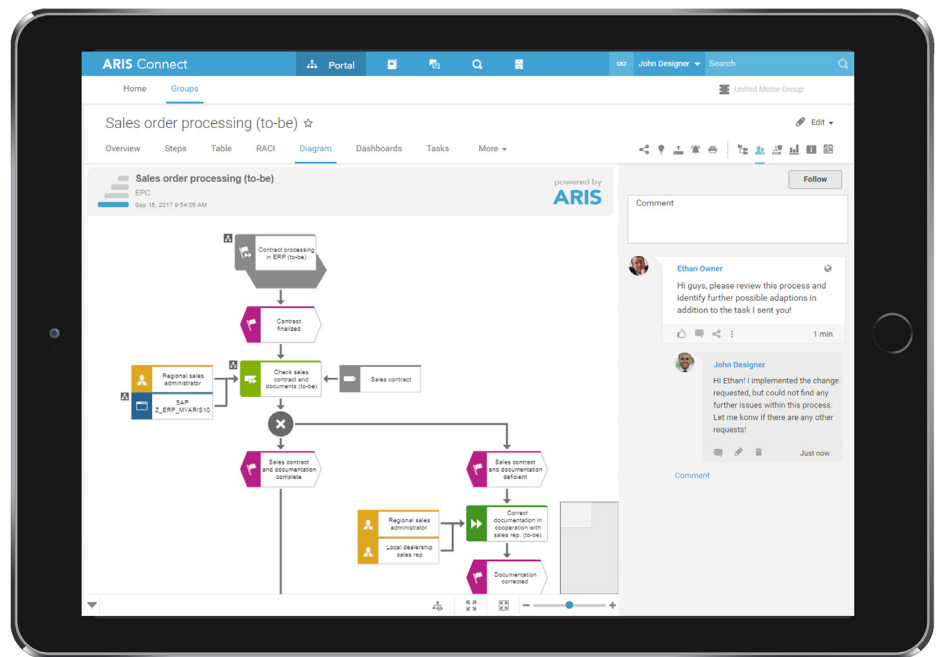 ARIS Connect
Portal
John Designer
Search
Home
Groups
United Motor Group
Sales order processing (to-be)
Edit
Overview
Steps
Table
RACI
Diagram
Dashboards
Tasks
More
Sales order processing (to-be)
EPC
Sep 15, 2017 9:54:25 AM
powered by
ARIS
Contract processing
in ERP (to-be)
Contract
finalized
Regional sales
administrator
SAP
Z_ERP_MYARIS10
Check sales
contract and
documents (to-be)
Sales contract
Sales contract
and documentation
complete
Sales contract
and documentation
deficient
Regional sales
administrator
Local dealership
sales rep
Correct
documentation in
cooperation with
sales rep. (to-be)
Documentation
corrected
Follow
Comment
Ethan Owner
Hi guys, please review this process and
identify further possible adaptions in
addition to the task I sent you!
1 min
John Designer
Hi Ethan! I implemented the change
requested, but could not find any
further issues within this process.
Let me konw if there are any other
requests!
Just now
Comment